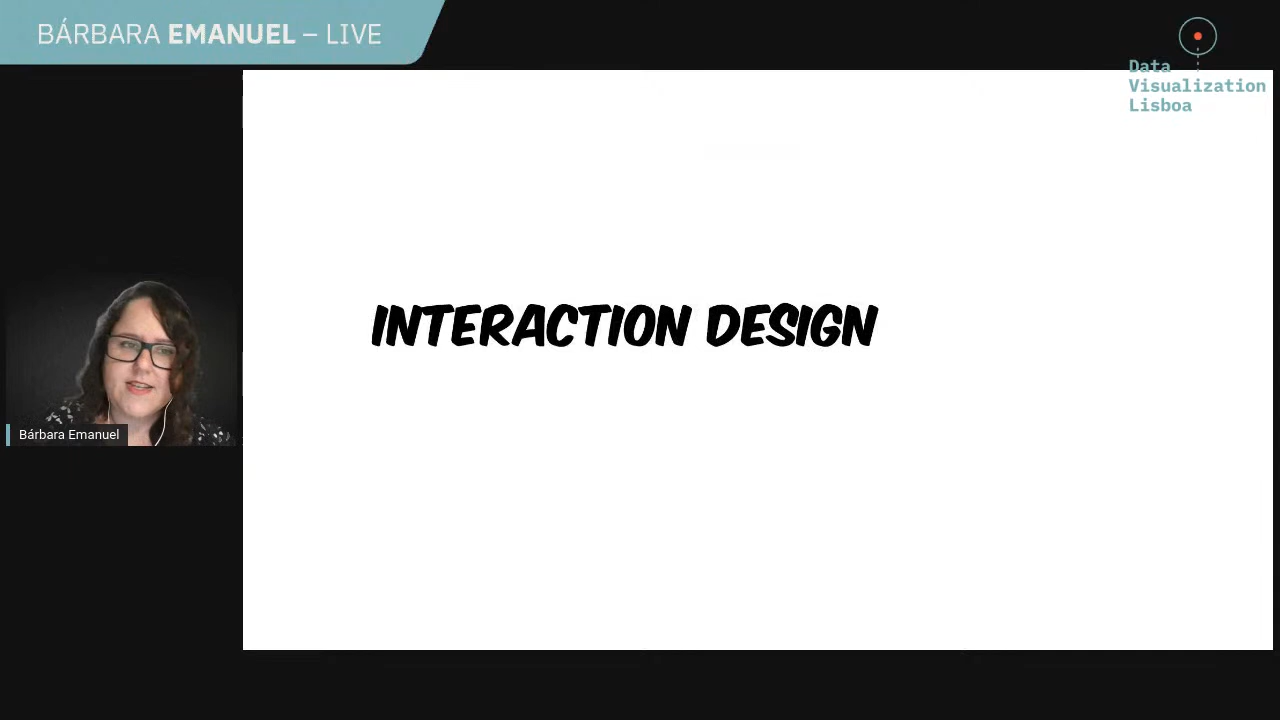 BÁRBARA EMANUEL – LIVE
Data
Visualization
Lisboa
INTERACTION DESIGN
Bárbara Emanuel